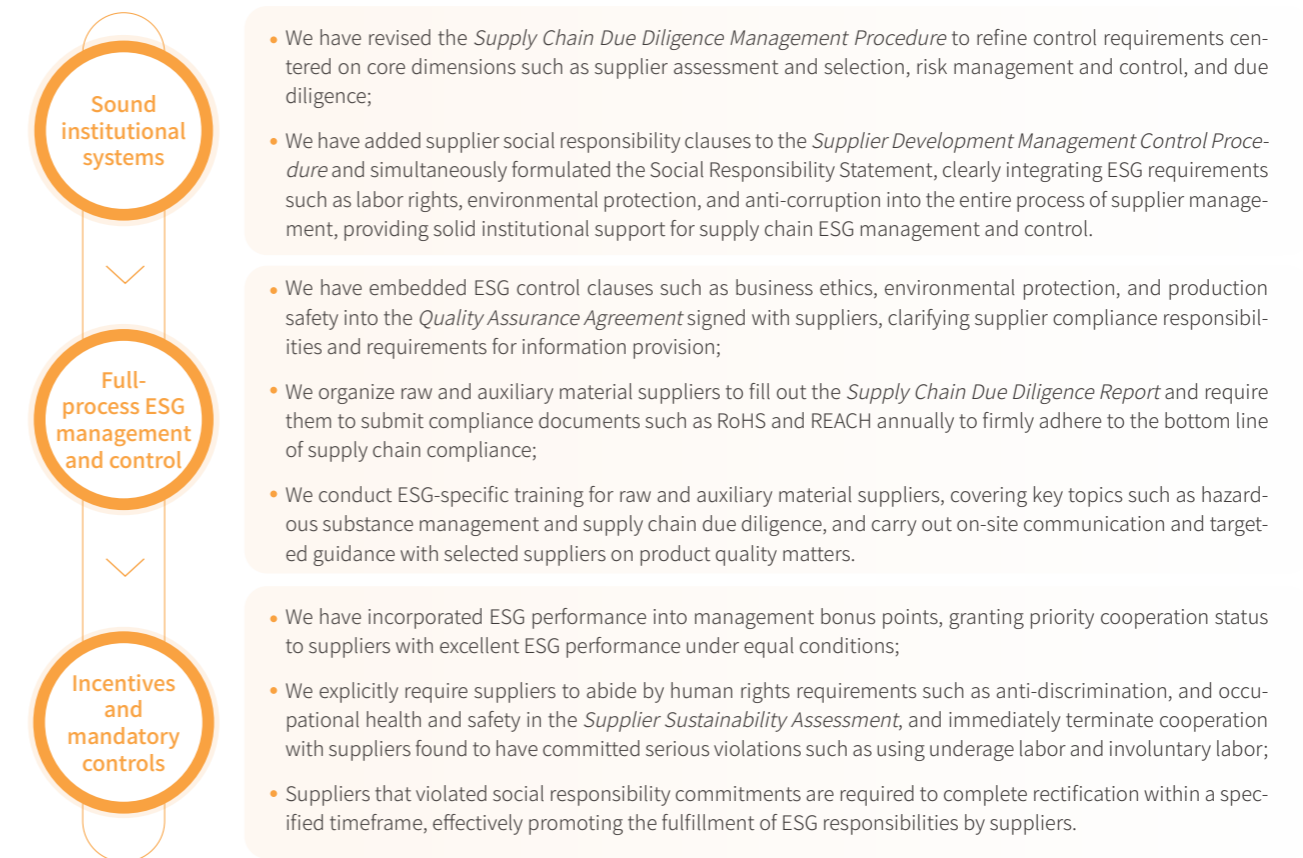 Sound
institutional
systems
• We have revised the Supply Chain Due Diligence Management Procedure to refine control requirements cen-
tered on core dimensions such as supplier assessment and selection, risk management and control, and due
diligence;
• We have added supplier social responsibility clauses to the Supplier Development Management Control Proce-
dure and simultaneously formulated the Social Responsibility Statement, clearly integrating ESG requirements
such as labor rights, environmental protection, and anti-corruption into the entire process of supplier manage-
ment, providing solid institutional support for supply chain ESG management and control.
Full-
process ESG
management
and control
• We have embedded ESG control clauses such as business ethics, environmental protection, and production
safety into the Quality Assurance Agreement signed with suppliers, clarifying supplier compliance responsibil-
ities and requirements for information provision;
• We organize raw and auxiliary material suppliers to fill out the Supply Chain Due Diligence Report and require
them to submit compliance documents such as RoHS and REACH annually to firmly adhere to the bottom line
of supply chain compliance;
• We conduct ESG-specific training for raw and auxiliary material suppliers, covering key topics such as hazard-
ous substance management and supply chain due diligence, and carry out on-site communication and target-
ed guidance with selected suppliers on product quality matters.
Incentives
and
mandatory
controls
• We have incorporated ESG performance into management bonus points, granting priority cooperation status
to suppliers with excellent ESG performance under equal conditions;
• We explicitly require suppliers to abide by human rights requirements such as anti-discrimination, and occu-
pational health and safety in the Supplier Sustainability Assessment, and immediately terminate cooperation
with suppliers found to have committed serious violations such as using underage labor and involuntary labor;
• Suppliers that violated social responsibility commitments are required to complete rectification within a spec-
ified timeframe, effectively promoting the fulfillment of ESG responsibilities by suppliers.